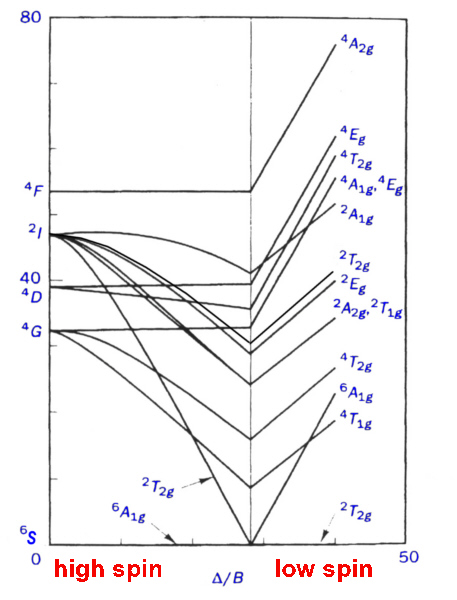 80
⁴A₂g
⁴Eg
⁴T₂g
⁴F
⁴A₁g, ⁴Eg
²A₁g
²I
²T₂g
40
²Eg
⁴D
²A₂g, ²T₁g
⁴G
⁴T₂g
⁶A₁g
⁴T₁g
²T₂g
⁶A₁g
²T₂g
⁶S
0
50
high spin
low spin
Δ/B